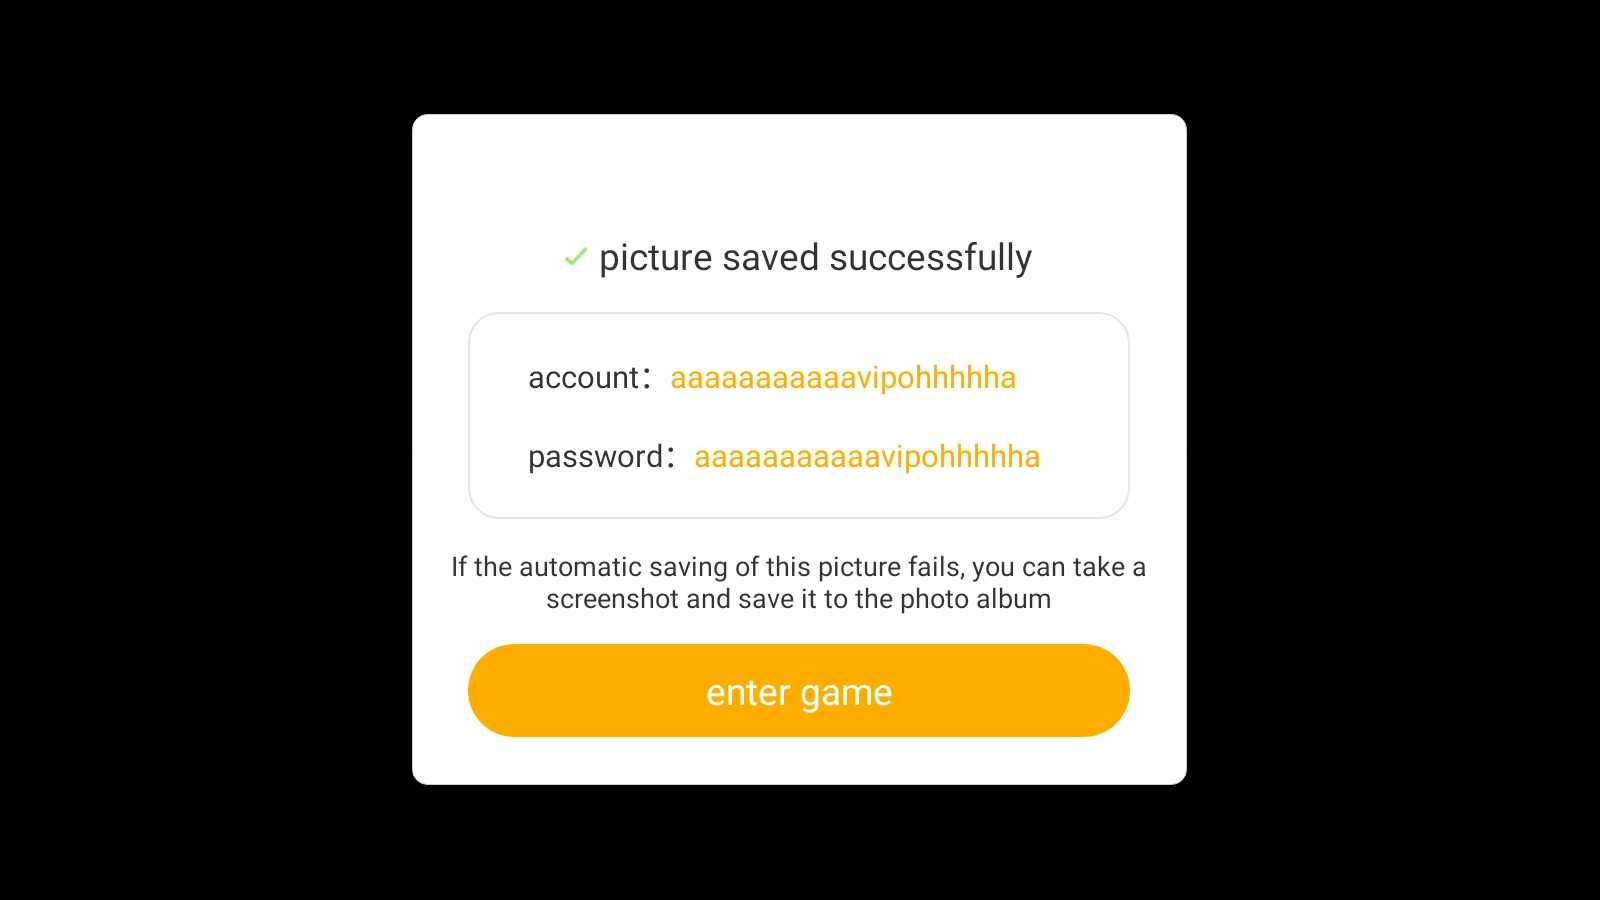 picture saved successfully
account： aaaaaaaaaaavipohhhhha
password： aaaaaaaaaaavipohhhhha
If the automatic saving of this picture fails, you can take a
screenshot and save it to the photo album
enter game